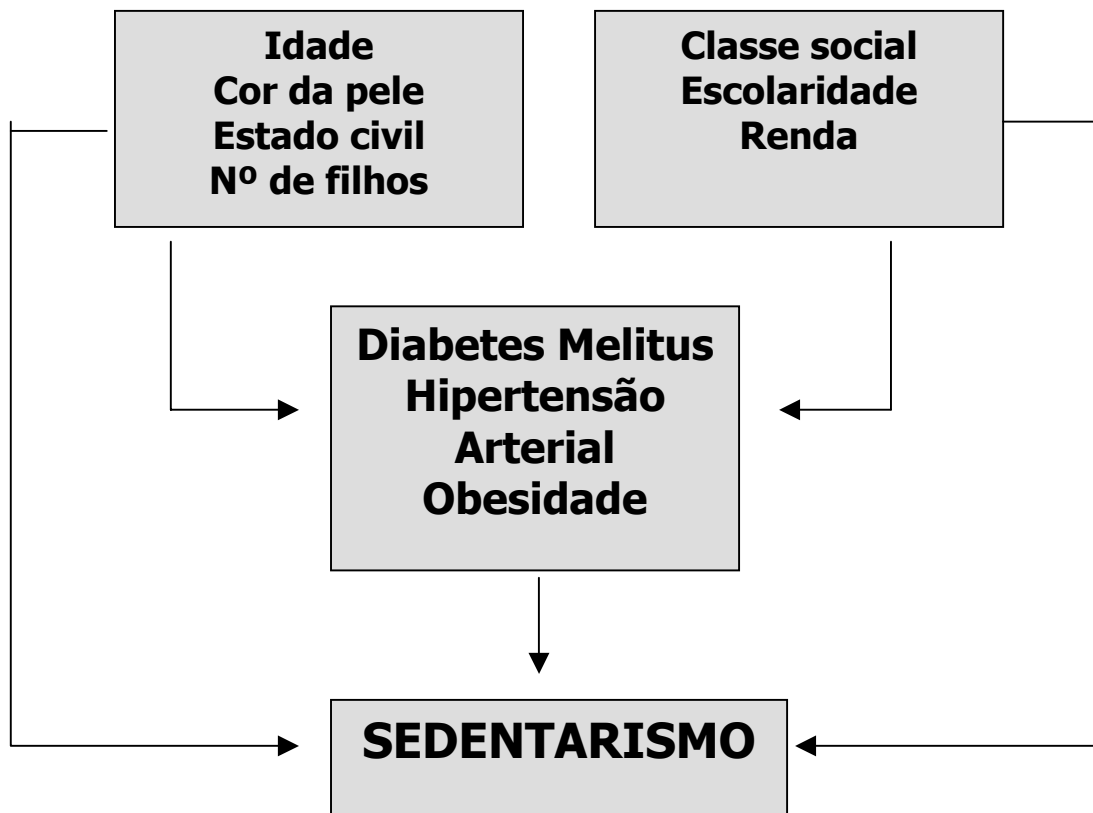 Idade
Cor da pele
Estado civil
Nº de filhos
Classe social
Escolaridade
Renda
Diabetes Melitus
Hipertensão
Arterial
Obesidade
SEDENTARISMO